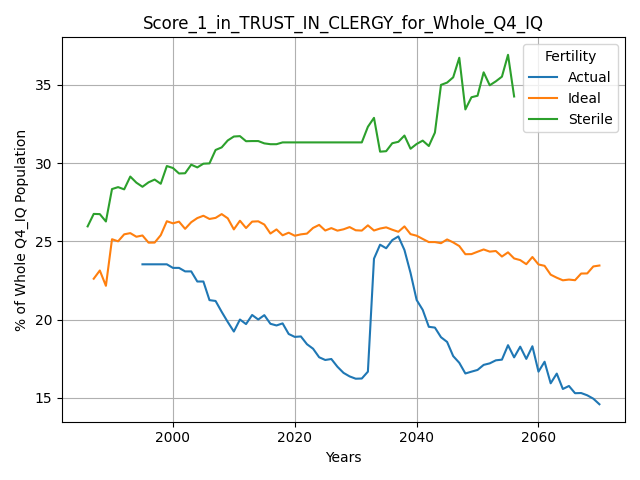 Score_1_in_TRUST_IN_CLERGY_for_Whole_Q4_IQ
Fertility
Actual
Ideal
Sterile
% of Whole Q4_IQ Population
35
30
25
20
15
2000 2020 2040 2060
Years